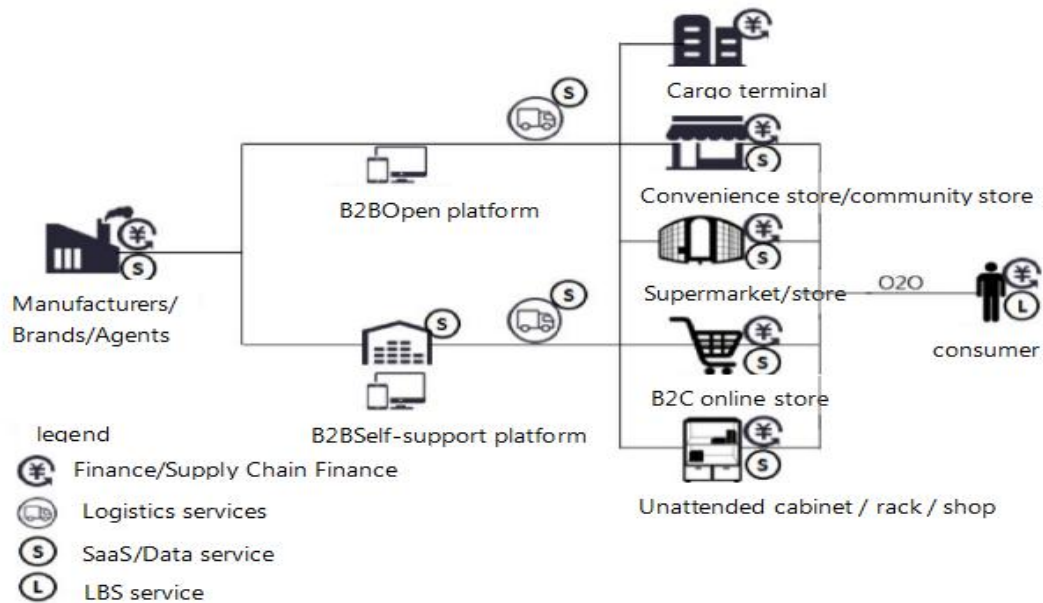 Cargo terminal
B2BOpen platform
Convenience store/community store
Manufacturers/
Brands/Agents
Supermarket/store
O2O
consumer
B2C online store
B2BSelf-support platform
Unattended cabinet / rack / shop
legend
¥ Finance/Supply Chain Finance
Logistics services
S SaaS/Data service
L LBS service